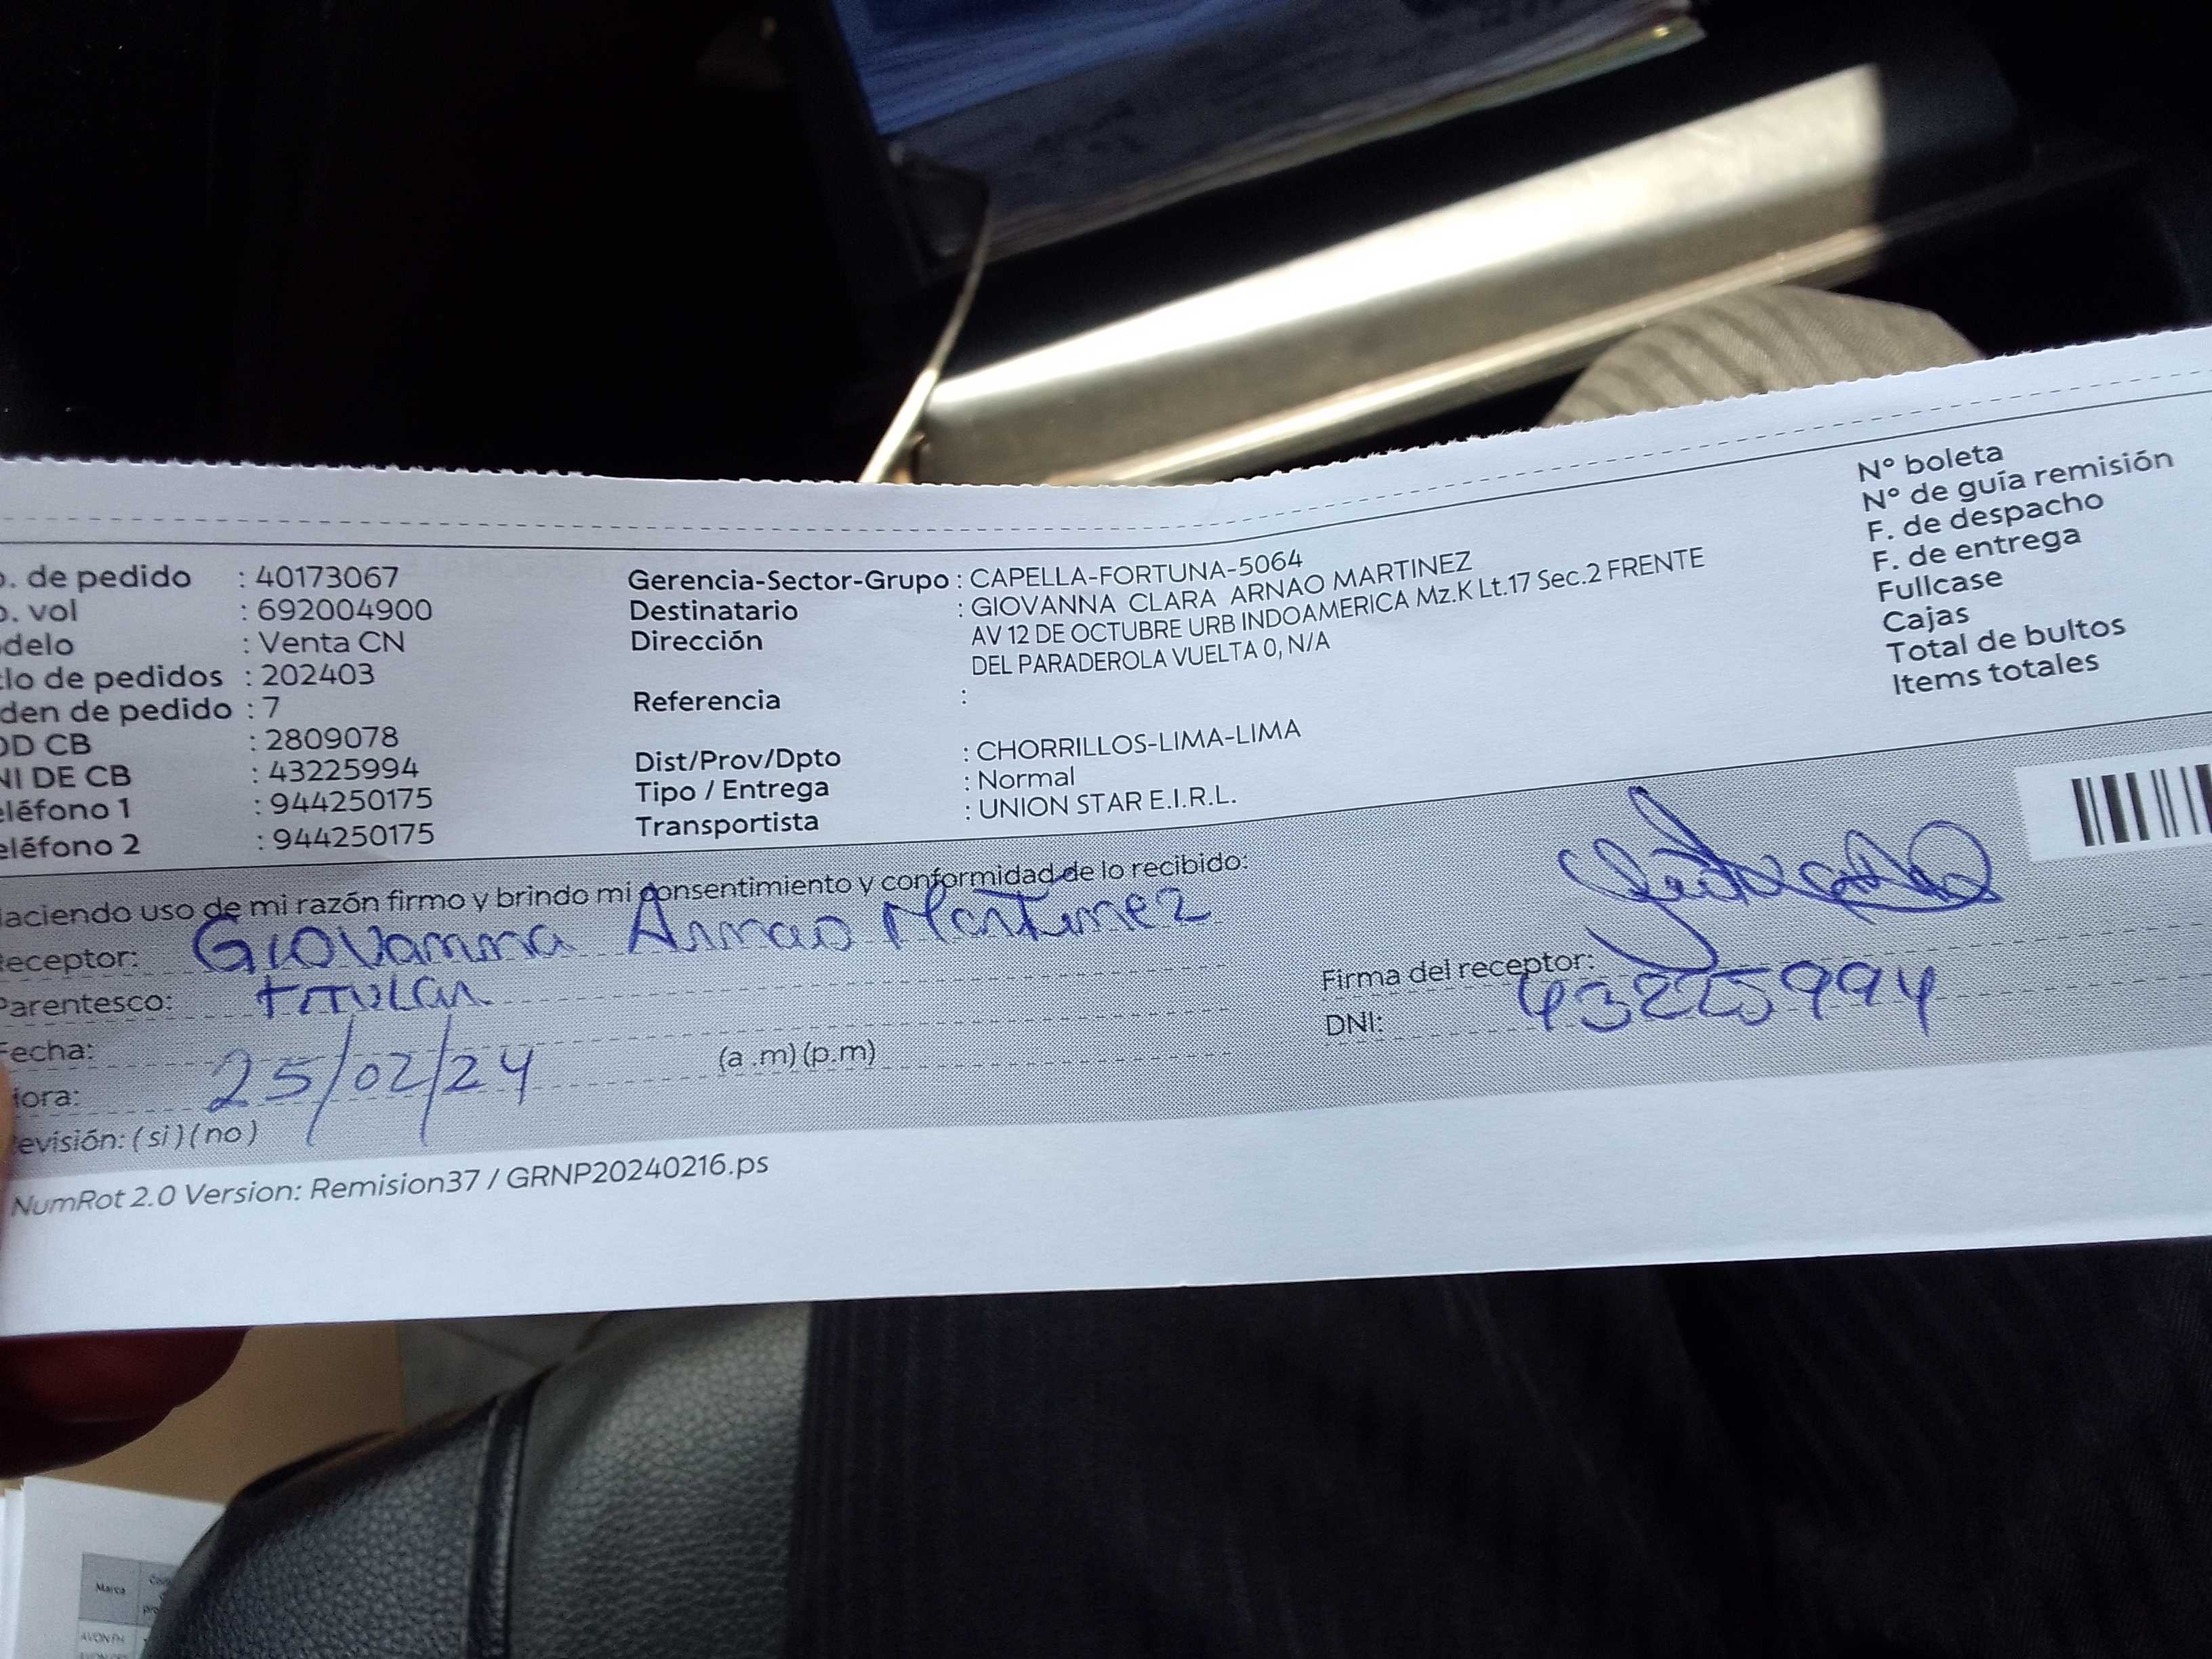 . de pedido : 40173067
. vol : 692004900
delo : Venta CN
lo de pedidos : 202403
den de pedido : 7
D CB : 2809078
NI DE CB : 43225994
eléfono 1 : 944250175
eléfono 2 : 944250175
Gerencia-Sector-Grupo : CAPELLA-FORTUNA-5064
Destinatario : GIOVANNA CLARA ARNAO MARTINEZ
Dirección AV 12 DE OCTUBRE URB INDOAMERICA Mz.K Lt.17 Sec.2 FRENTE
DEL PARADEROLA VUELTA 0, N/A
Referencia :
Dist/Prov/Dpto : CHORRILLOS-LIMA-LIMA
Tipo / Entrega : Normal
Transportista : UNION STAR E.I.R.L.
N° boleta
N° de guía remisión
F. de despacho
F. de entrega
Fullcase
Cajas
Total de bultos
Items totales
aciendo uso de mi razón firmo y brindo mi consentimiento y conformidad de lo recibido:
eceptor: Giovanna Arnao Martinez
Parentesco: titular
Fecha: 25/02/24
ora: (a .m) (p.m)
evisión: ( si ) ( no )
Firma del receptor:
DNI: 43225994
NumRot 2.0 Version: Remision37 / GRNP20240216.ps
Marca
AVON FH